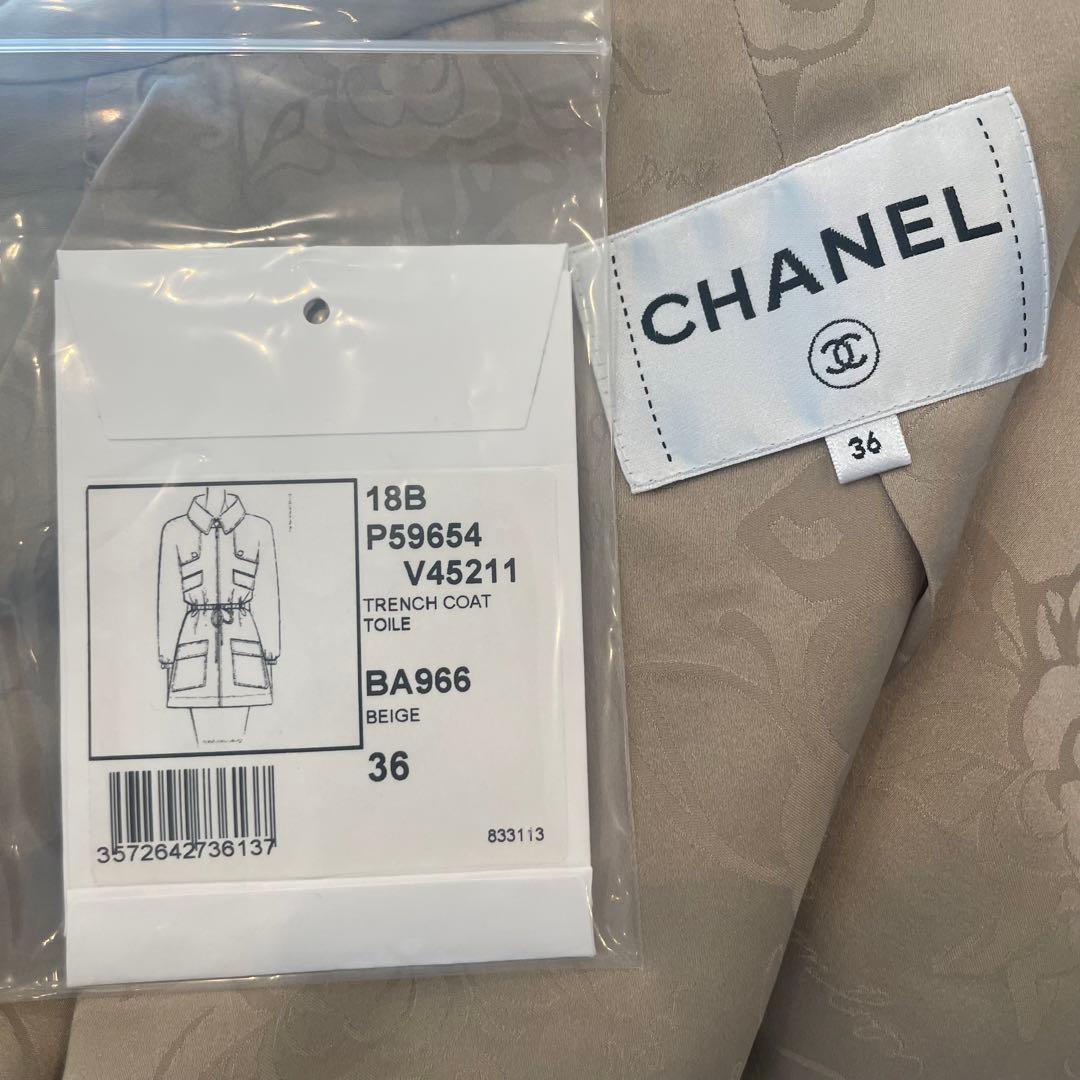 18B
P59654
V45211
TRENCH COAT
TOILE
BA966
BEIGE
36
3572642736137
833113
CHANEL
36